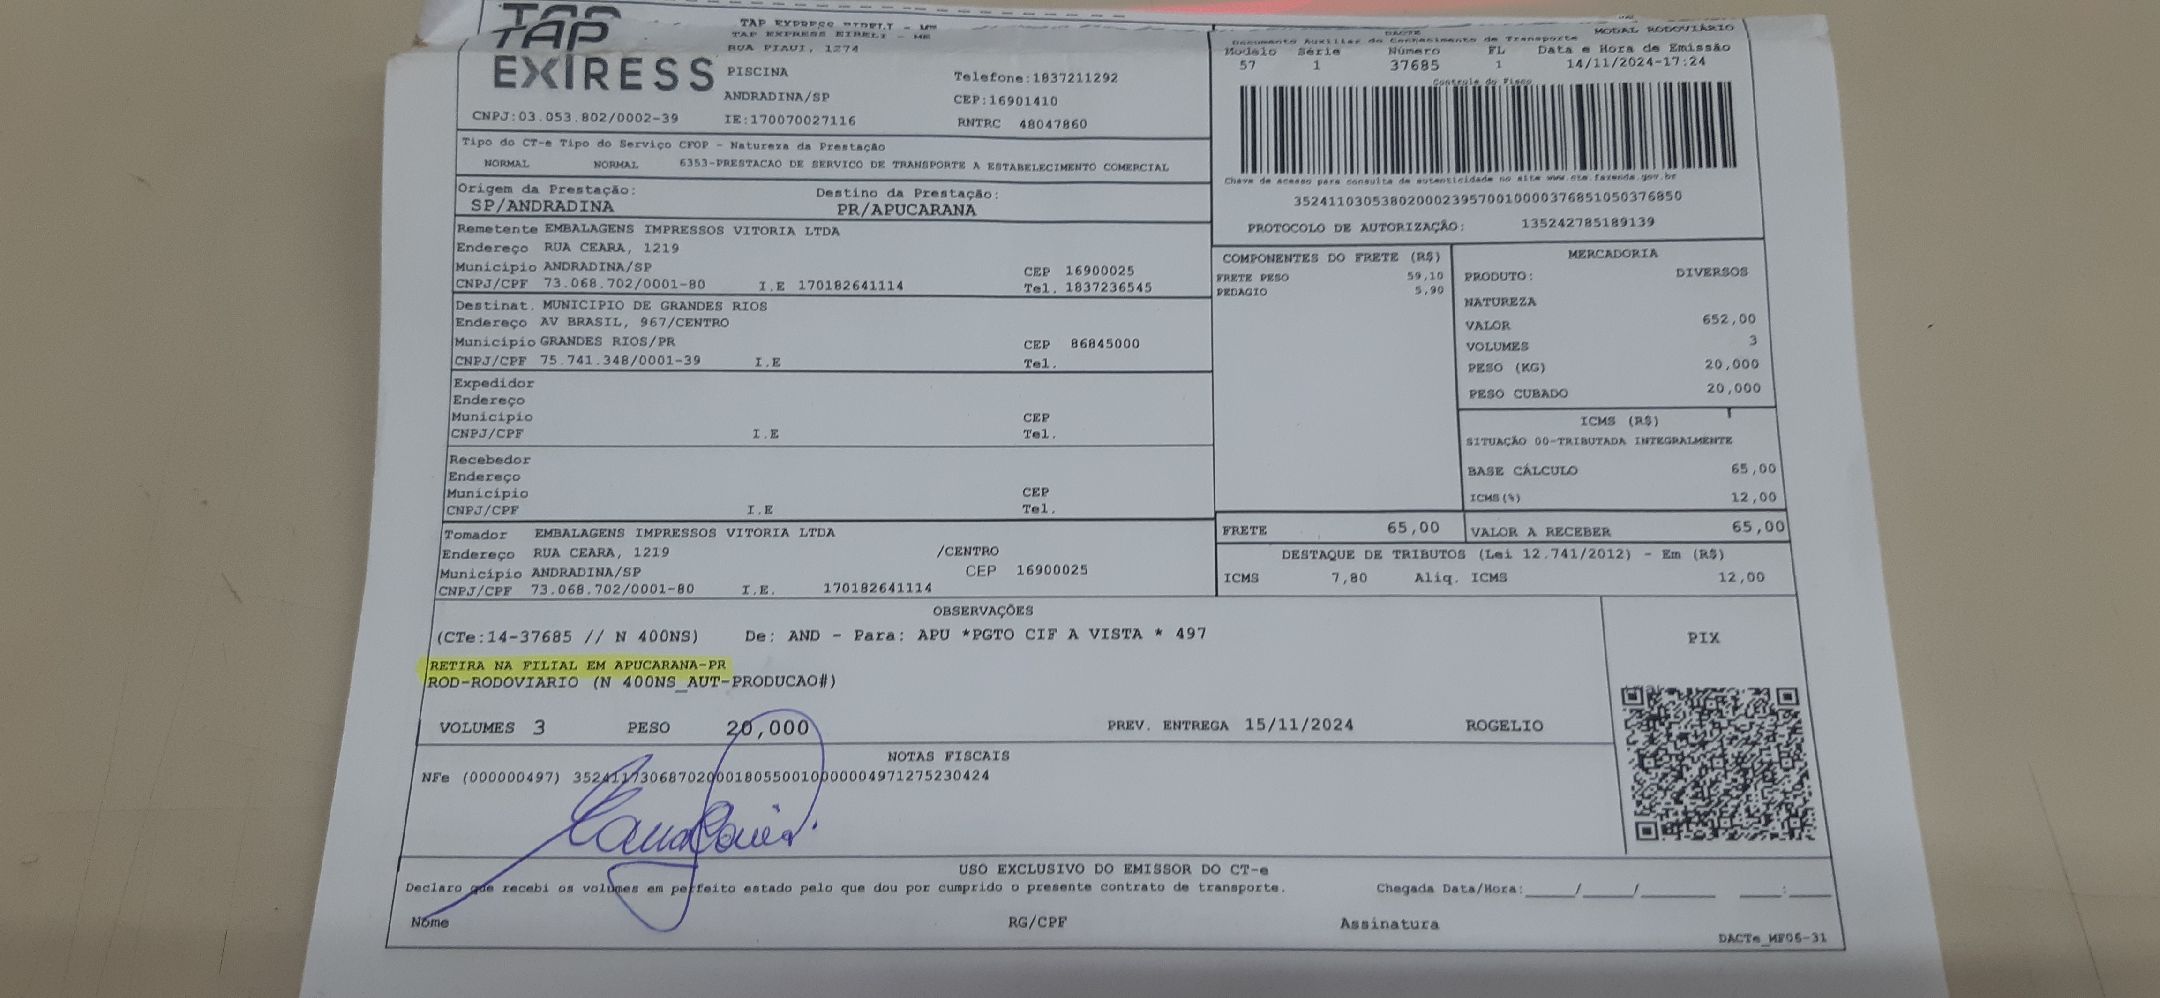 TAP
EXPRESS
TAP EXPRESS EIRELI - ME
TAP EXPRESS EIRELI - ME
RUA PIAUI, 1274
PISCINA
Telefone:1837211292
ANDRADINA/SP
CEP:16901410
CNPJ:03.053.802/0002-39
IE:170070027116
RNTRC 48047860
DACTE
MODAL RODOVIÁRIO
Documento Auxiliar do Conhecimento de Transporte
Modelo Série Número FL Data e Hora de Emissão
57 1 37685 1 14/11/2024-17:24
Controle do Fisco
Chave de acesso para consulta de autenticidade no site www.cte.fazenda.gov.br
35241103053802000239570010000376851050376850
PROTOCOLO DE AUTORIZAÇÃO: 135242785189139
Tipo do CT-e Tipo do Serviço CFOP - Natureza da Prestação
NORMAL NORMAL 6353-PRESTACAO DE SERVICO DE TRANSPORTE A ESTABELECIMENTO COMERCIAL
Origem da Prestação: Destino da Prestação:
SP/ANDRADINA PR/APUCARANA
Remetente EMBALAGENS IMPRESSOS VITORIA LTDA
Endereço RUA CEARA, 1219
Município ANDRADINA/SP CEP 16900025
CNPJ/CPF 73.068.702/0001-80 I.E 170182641114 Tel. 1837236545
Destinat. MUNICIPIO DE GRANDES RIOS
Endereço AV BRASIL, 967/CENTRO
Município GRANDES RIOS/PR CEP 86845000
CNPJ/CPF 75.741.348/0001-39 I.E Tel.
Expedidor
Endereço
Município CEP
CNPJ/CPF I.E Tel.
Recebedor
Endereço
Município CEP
CNPJ/CPF I.E Tel.
Tomador EMBALAGENS IMPRESSOS VITORIA LTDA
Endereço RUA CEARA, 1219 /CENTRO
Município ANDRADINA/SP CEP 16900025
CNPJ/CPF 73.068.702/0001-80 I.E. 170182641114
COMPONENTES DO FRETE (R$)
FRETE PESO 59,10
PEDAGIO 5,90
MERCADORIA
PRODUTO: DIVERSOS
NATUREZA
VALOR 652,00
VOLUMES 3
PESO (KG) 20,000
PESO CUBADO 20,000
ICMS (R$)
SITUAÇÃO 00-TRIBUTADA INTEGRALMENTE
BASE CÁLCULO 65,00
ICMS(%) 12,00
FRETE 65,00 VALOR A RECEBER 65,00
DESTAQUE DE TRIBUTOS (Lei 12.741/2012) - Em (R$)
ICMS 7,80 Aliq. ICMS 12,00
OBSERVAÇÕES
(CTe:14-37685 // N 400NS) De: AND - Para: APU *PGTO CIF A VISTA * 497
RETIRA NA FILIAL EM APUCARANA-PR
ROD-RODOVIARIO (N 400NS_AUT-PRODUCAO#)
PIX
VOLUMES 3 PESO 20,000 PREV. ENTREGA 15/11/2024 ROGELIO
NOTAS FISCAIS
NFe (000000497) 35241173068702000180550010000004971275230424
USO EXCLUSIVO DO EMISSOR DO CT-e
Declaro que recebi os volumes em perfeito estado pelo que dou por cumprido o presente contrato de transporte. Chegada Data/Hora:____/____/______ ____:____
Nome RG/CPF Assinatura
DACTe_MF06-31